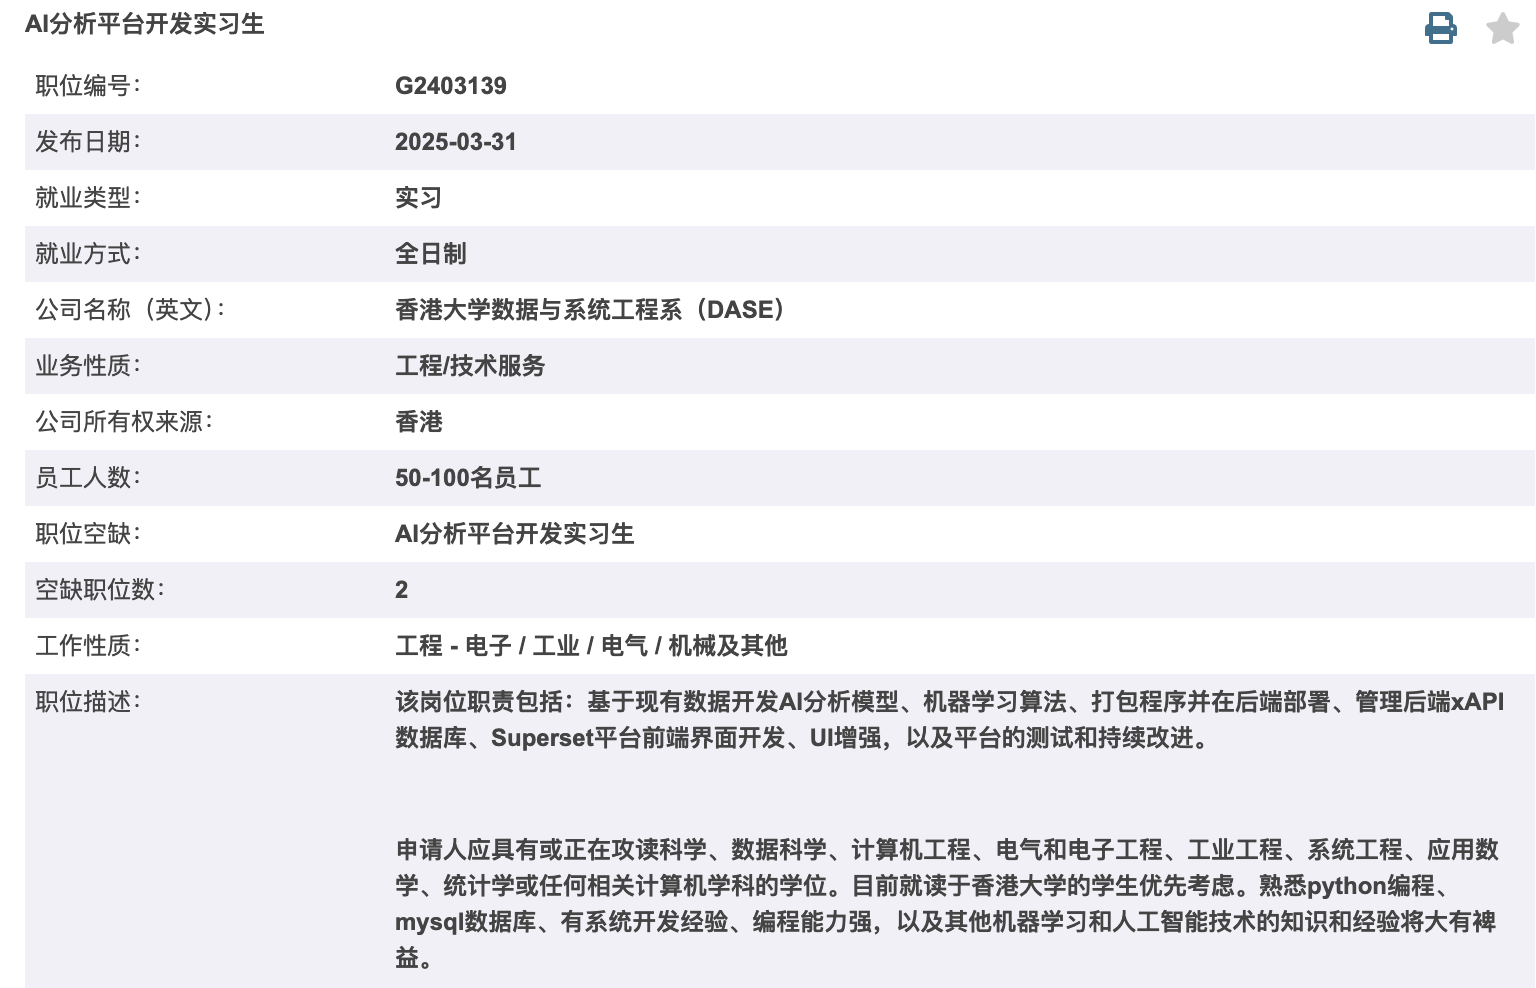 AI分析平台开发实习生
职位编号： G2403139
发布日期： 2025-03-31
就业类型： 实习
就业方式： 全日制
公司名称（英文）： 香港大学数据与系统工程系（DASE）
业务性质： 工程/技术服务
公司所有权来源： 香港
员工人数： 50-100名员工
职位空缺： AI分析平台开发实习生
空缺职位数： 2
工作性质： 工程 - 电子 / 工业 / 电气 / 机械及其他
职位描述： 该岗位职责包括：基于现有数据开发AI分析模型、机器学习算法、打包程序并在后端部署、管理后端xAPI
数据库、Superset平台前端界面开发、UI增强，以及平台的测试和持续改进。
申请人应具有或正在攻读科学、数据科学、计算机工程、电气和电子工程、工业工程、系统工程、应用数
学、统计学或任何相关计算机学科的学位。目前就读于香港大学的学生优先考虑。熟悉python编程、
mysql数据库、有系统开发经验、编程能力强，以及其他机器学习和人工智能技术的知识和经验将大有裨
益。